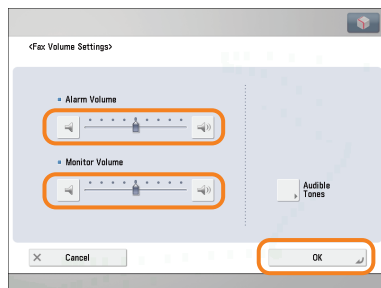 <Fax Volume Settings>
Alarm Volume
Monitor Volume
Audible
Tones
Cancel
OK